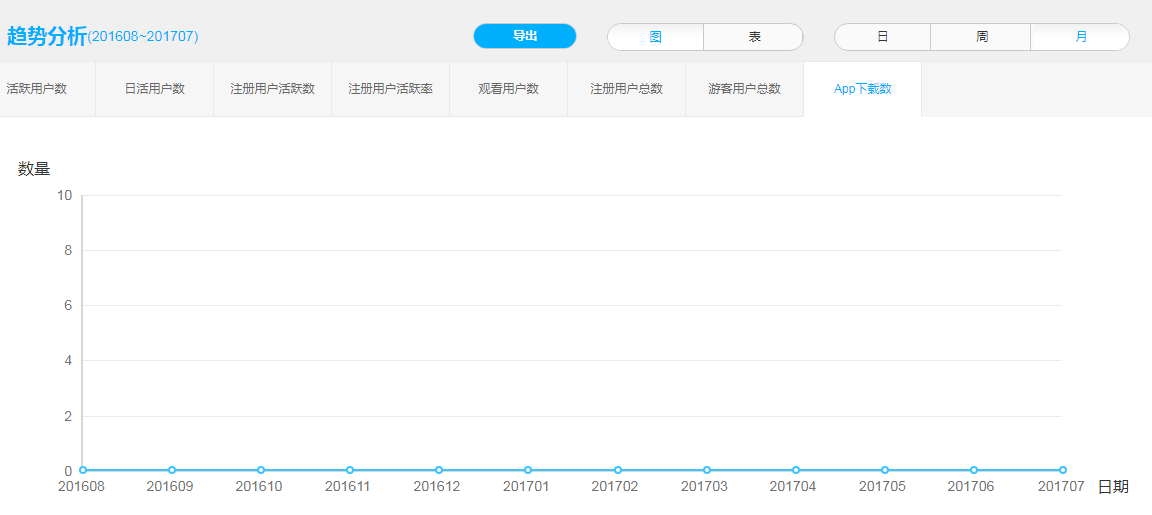 趋势分析(201608~201707) 导出 图 表 日 周 月
活跃用户数 日活用户数 注册用户活跃数 注册用户活跃率 观看用户数 注册用户总数 游客用户总数 App下载数
数量
10
8
6
4
2
0
201608 201609 201610 201611 201612 201701 201702 201703 201704 201705 201706 201707 日期